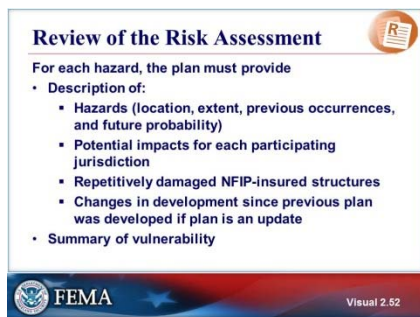 Review of the Risk Assessment
R
For each hazard, the plan must provide
• Description of:
▪ Hazards (location, extent, previous occurrences,
and future probability)
▪ Potential impacts for each participating
jurisdiction
▪ Repetitively damaged NFIP-insured structures
▪ Changes in development since previous plan
was developed if plan is an update
• Summary of vulnerability
FEMA
Visual 2.52